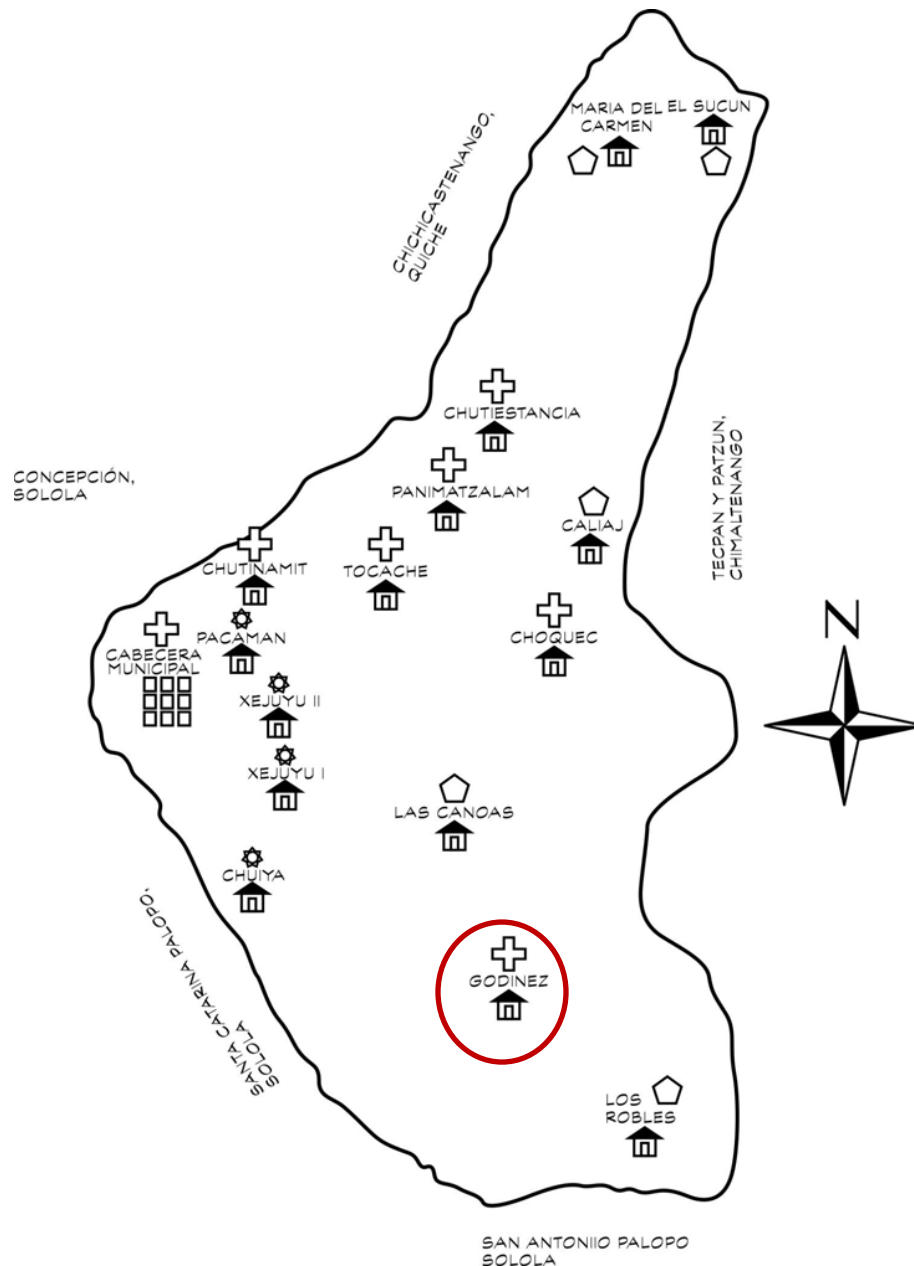 MARIA DEL
CARMEN
EL SUCUN
CHICHICASTENANGO,
QUICHE
CHUTIESTANCIA
CONCEPCIÓN,
SOLOLA
PANIMATZALAM
CALIAJ
TECPAN Y PATZUN,
CHIMALTENANGO
CHUTINAMIT
TOCACHE
PACAMAN
CHOQUEC
N
CABECERA
MUNICIPAL
XEJUYU II
XEJUYU I
LAS CANOAS
CHUIYA
SANTA CATARINA PALOPO,
SOLOLA
GODINEZ
LOS
ROBLES
SAN ANTONIIO PALOPO
SOLOLA